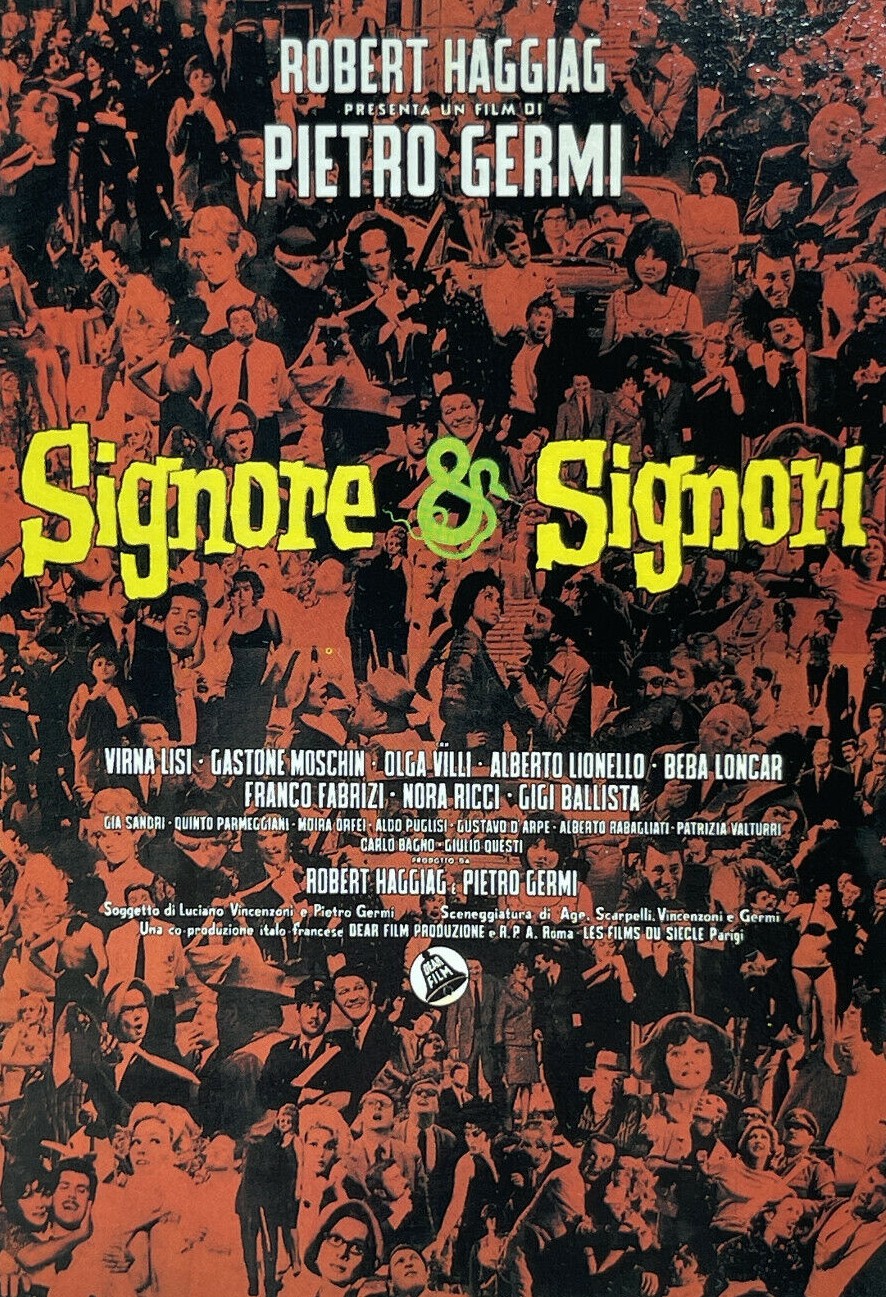 ROBERT HAGGIAG
PRESENTA UN FILM DI
PIETRO GERMI
Signore & Signori
CON
VIRNA LISI · GASTONE MOSCHIN · OLGA VILLI · ALBERTO LIONELLO · BEBA LONCAR
FRANCO FABRIZI · NORA RICCI · GIGI BALLISTA
GIA SANDRI · QUINTO PARMEGGIANI · MOIRA ORFEI · ALDO PUGLISI · GUSTAVO D'ARPE · ALBERTO RABAGLIATI · PATRIZIA VALTURRI
CARLO BAGNO · GIULIO QUESTI
PRODOTTO DA
ROBERT HAGGIAG E PIETRO GERMI
Soggetto di Luciano Vincenzoni e Pietro Germi Sceneggiatura di Age, Scarpelli, Vincenzoni e Germi
Una co-produzione italo-francese DEAR FILM PRODUZIONE e R.P.A. Roma - LES FILMS DU SIECLE Parigi
DEAR
FILM